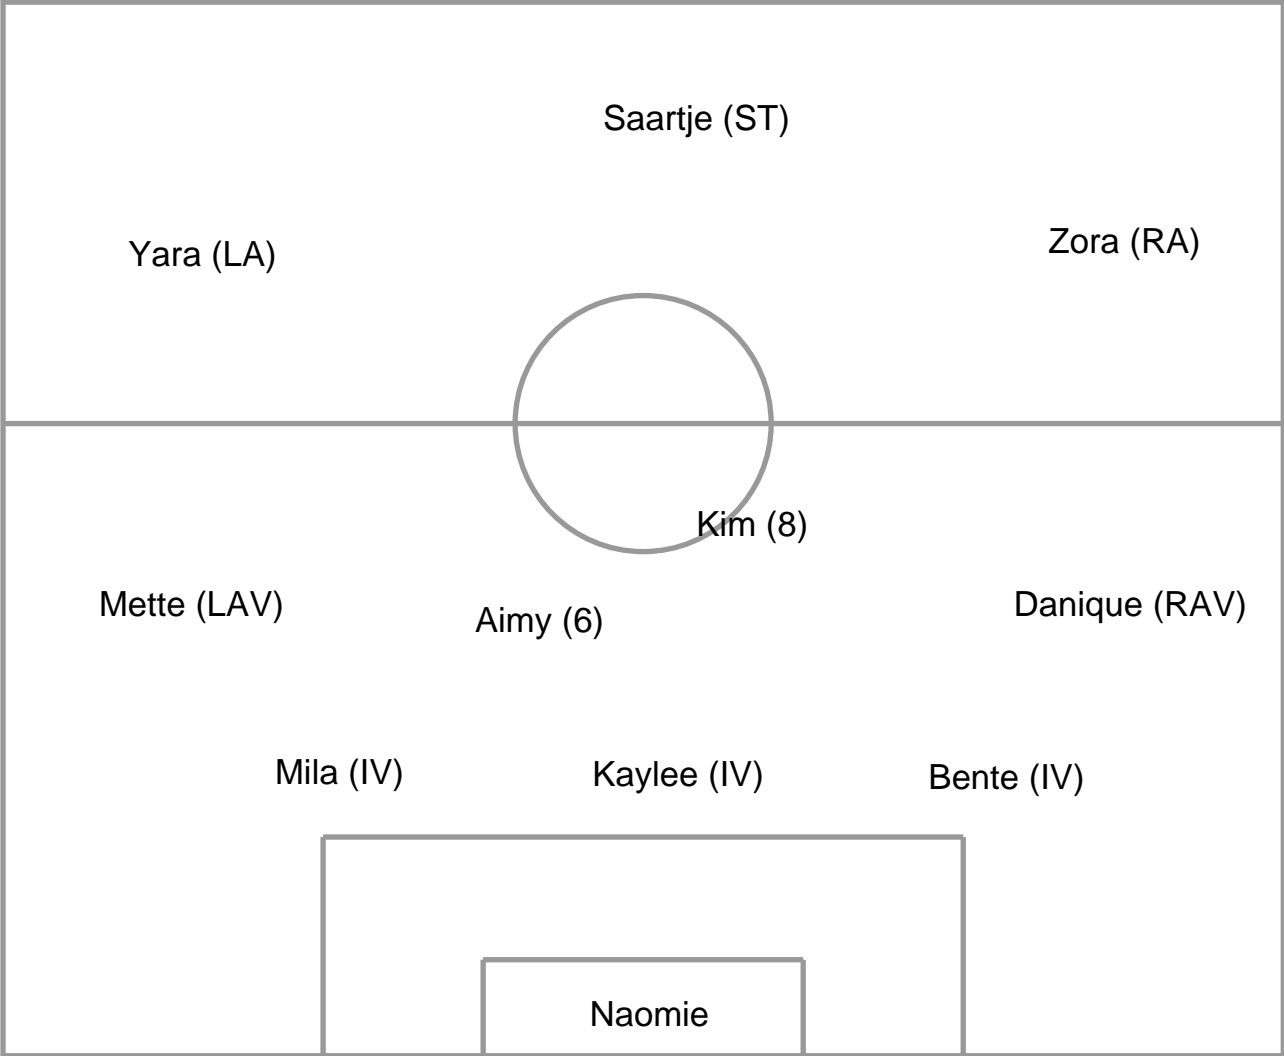 Saartje (ST)
Yara (LA)
Zora (RA)
Kim (8)
Mette (LAV)
Aimy (6)
Danique (RAV)
Mila (IV)
Kaylee (IV)
Bente (IV)
Naomie